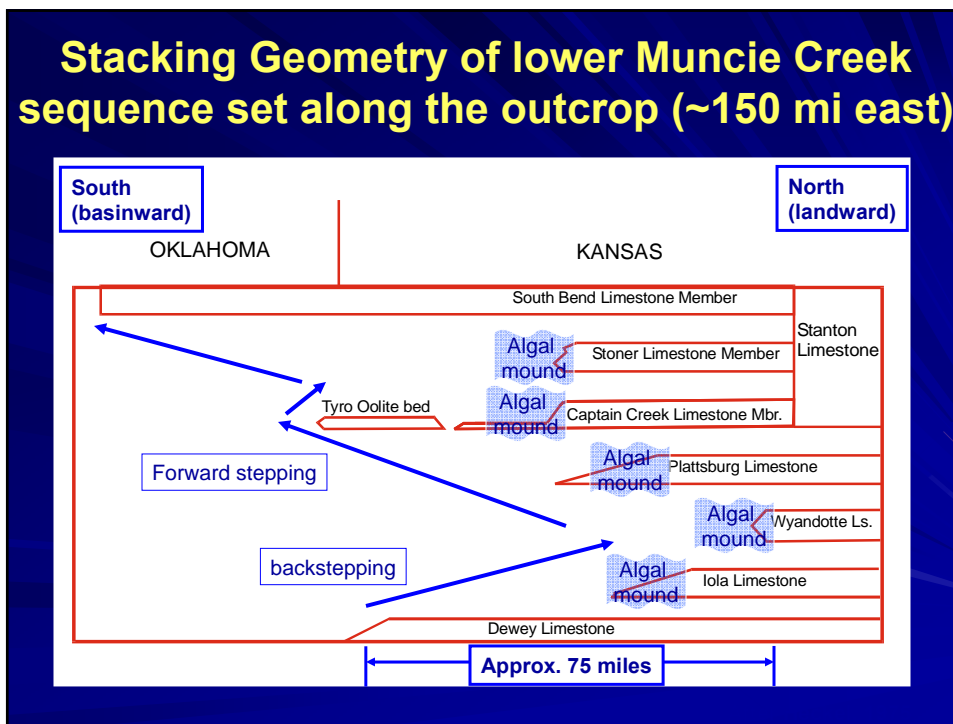 Stacking Geometry of lower Muncie Creek
sequence set along the outcrop (~150 mi east)
South
(basinward)
North
(landward)
OKLAHOMA
KANSAS
South Bend Limestone Member
Stanton
Limestone
Algal
mound
Stoner Limestone Member
Tyro Oolite bed
Algal
mound
Captain Creek Limestone Mbr.
Forward stepping
Algal
mound
Plattsburg Limestone
Algal
mound
Wyandotte Ls.
backstepping
Algal
mound
Iola Limestone
Dewey Limestone
Approx. 75 miles